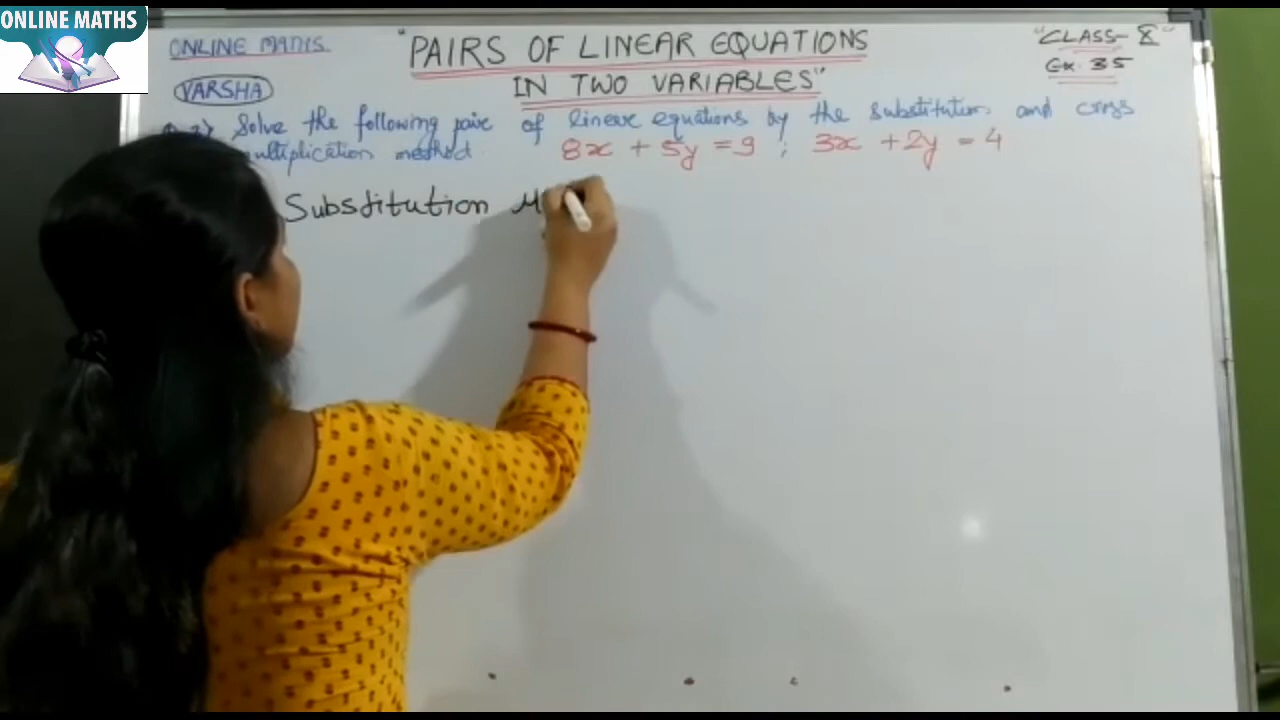 ONLINE MATHS
ONLINE MATHS
"PAIRS OF LINEAR EQUATIONS
IN TWO VARIABLES"
"CLASS- X"
Ex. 3.5
VARSHA
Solve the following pair of linear equations by the substitution and cross
multiplication method. 8x + 5y = 9 ; 3x + 2y = 4
Substitution